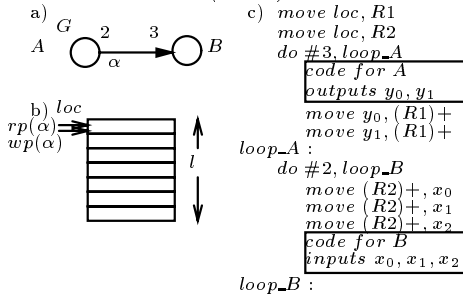 a)
G
A 2 3 B
α
b) loc
rp(α)
wp(α)
l
c) move loc, R1
move loc, R2
do #3, loop_A
code for A
outputs y0, y1
move y0, (R1)+
move y1, (R1)+
loop_A :
do #2, loop_B
move (R2)+, x0
move (R2)+, x1
move (R2)+, x2
code for B
inputs x0, x1, x2
loop_B :